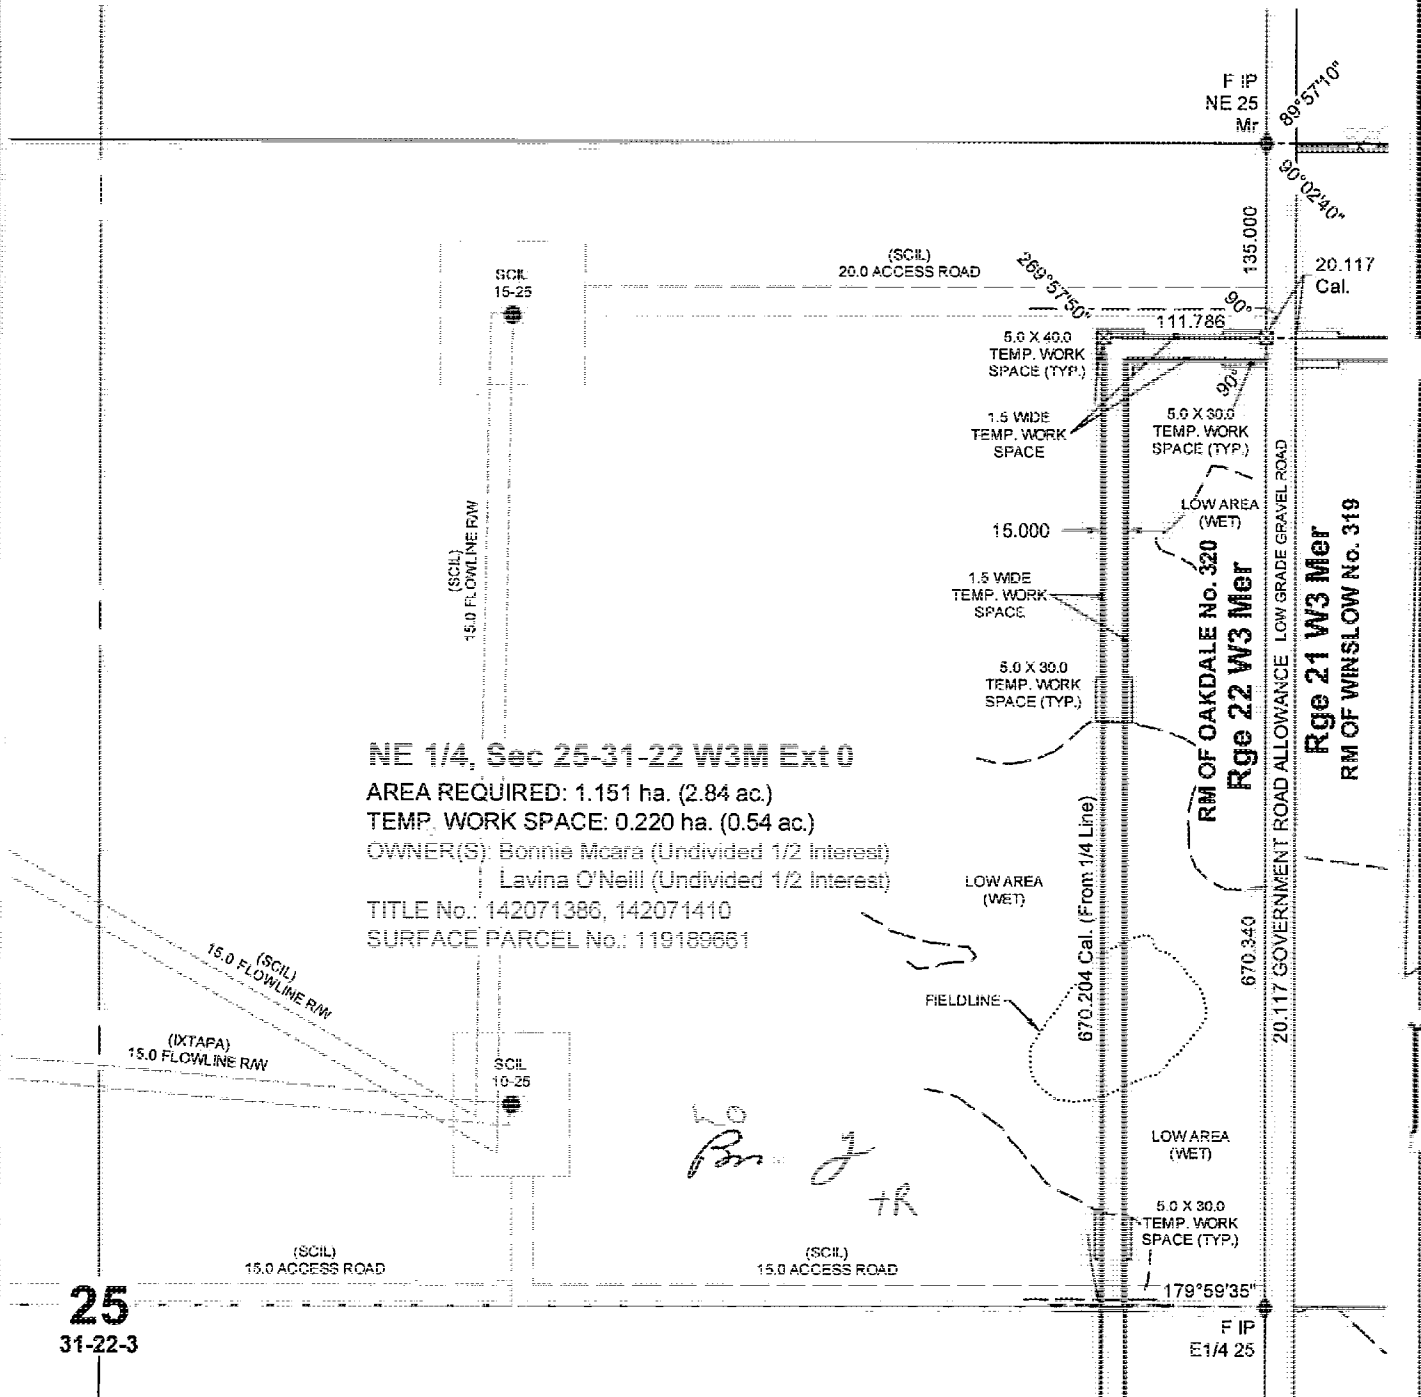 F IP
NE 25
Mr
89°57'10"
90°02'40"
135.000
20.117
Cal.
(SCIL)
20.0 ACCESS ROAD
269°57'50"
90°
111.786
SCIL
15-25
5.0 X 40.0
TEMP. WORK
SPACE (TYP.)
90°
1.5 WIDE
TEMP. WORK
SPACE
5.0 X 30.0
TEMP. WORK
SPACE (TYP.)
LOW AREA
(WET)
15.000
(SCIL)
15.0 FLOWLINE R/W
1.5 WIDE
TEMP. WORK
SPACE
5.0 X 30.0
TEMP. WORK
SPACE (TYP.)
RM OF OAKDALE No. 320
Rge 22 W3 Mer
20.117 GOVERNMENT ROAD ALLOWANCE LOW GRADE GRAVEL ROAD
Rge 21 W3 Mer
RM OF WINSLOW No. 319
NE 1/4, Sec 25-31-22 W3M Ext 0
AREA REQUIRED: 1.151 ha. (2.84 ac.)
TEMP. WORK SPACE: 0.220 ha. (0.54 ac.)
OWNER(S): Bonnie Mcara (Undivided 1/2 Interest)
Lavina O'Neill (Undivided 1/2 Interest)
TITLE No.: 142071386, 142071410
SURFACE PARCEL No.: 119189661
LOW AREA
(WET)
670.204 Cal. (From 1/4 Line)
670.340
(SCIL)
15.0 FLOWLINE R/W
FIELDLINE
(IXTAPA)
15.0 FLOWLINE R/W
SCIL
10-25
LOW AREA
(WET)
+R
5.0 X 30.0
TEMP. WORK
SPACE (TYP.)
(SCIL)
15.0 ACCESS ROAD
(SCIL)
15.0 ACCESS ROAD
179°59'35"
25
31-22-3
F IP
E1/4 25